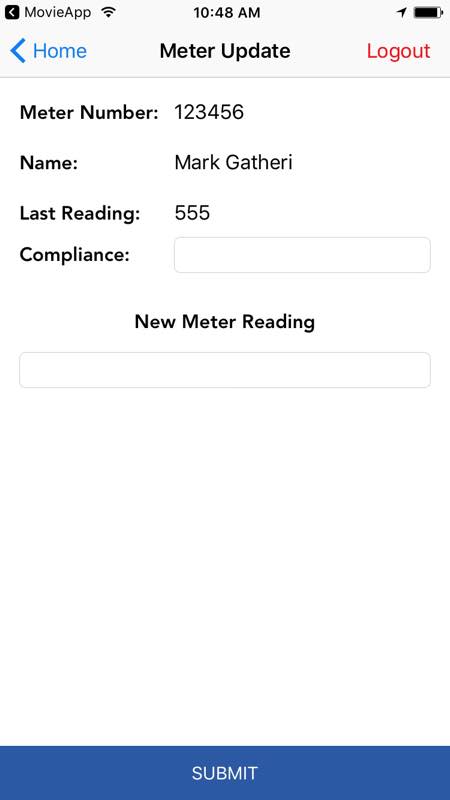 MovieApp 10:48 AM
Home Meter Update Logout
Meter Number: 123456
Name: Mark Gatheri
Last Reading: 555
Compliance:
New Meter Reading
SUBMIT